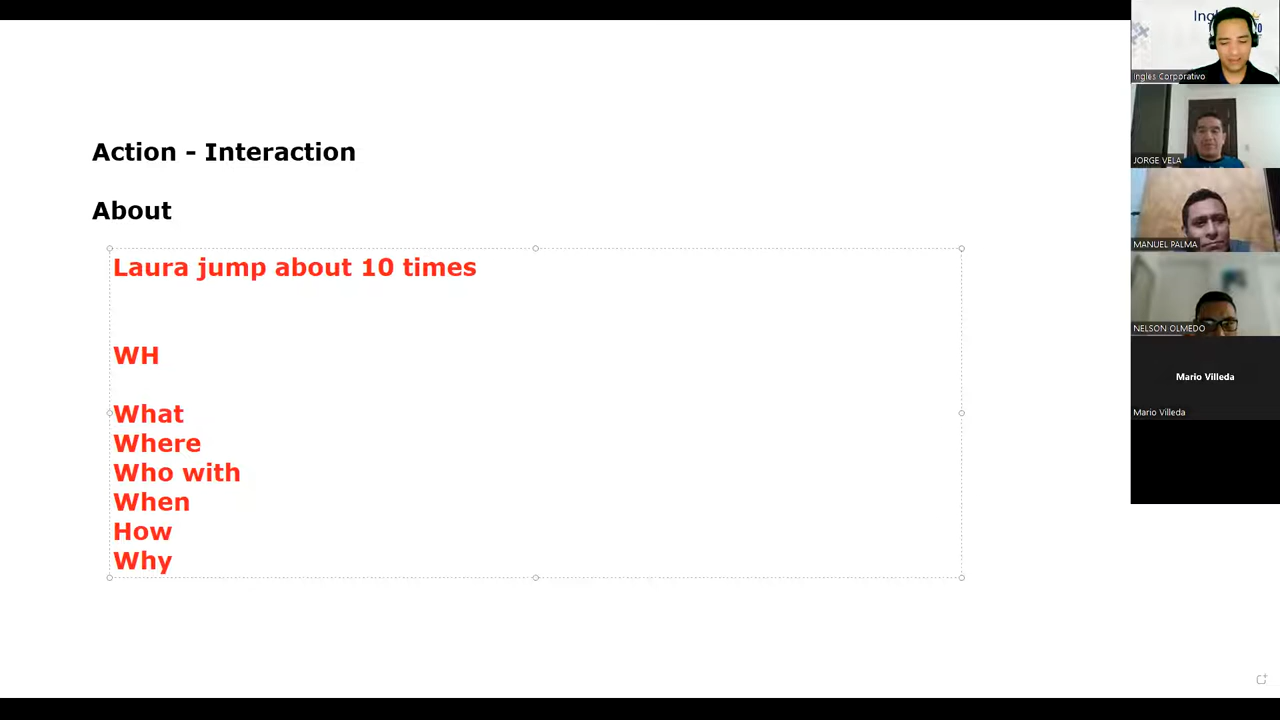 Action - Interaction
About
Laura jump about 10 times
WH
What
Where
Who with
When
How
Why
Ingles Corporativo
JORGE VELA
MANUEL PALMA
NELSON OLMEDO
Mario Villeda
Mario Villeda